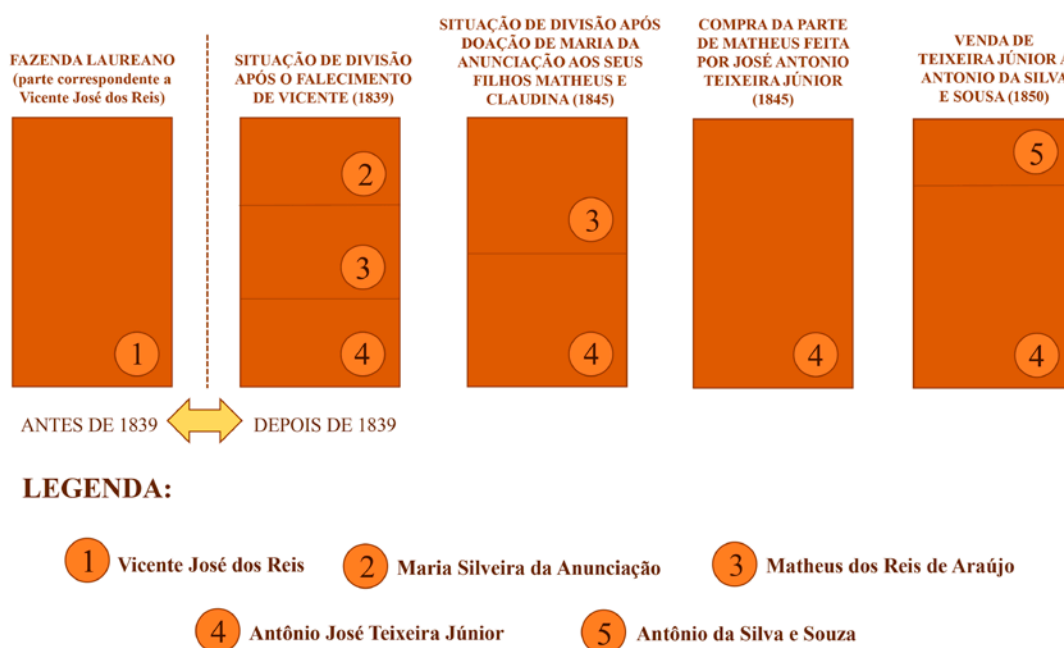 FAZENDA LAUREANO
(parte correspondente a
Vicente José dos Reis)
SITUAÇÃO DE DIVISÃO
APÓS O FALECIMENTO
DE VICENTE (1839)
SITUAÇÃO DE DIVISÃO APÓS
DOAÇÃO DE MARIA DA
ANUNCIAÇÃO AOS SEUS
FILHOS MATHEUS E
CLAUDINA (1845)
COMPRA DA PARTE
DE MATHEUS FEITA
POR JOSÉ ANTONIO
TEIXEIRA JÚNIOR
(1845)
VENDA DE
TEIXEIRA JÚNIOR A
ANTONIO DA SILVA
E SOUSA (1850)
1
2
3
4
3
4
4
5
4
ANTES DE 1839
DEPOIS DE 1839
LEGENDA:
1 Vicente José dos Reis
2 Maria Silveira da Anunciação
3 Matheus dos Reis de Araújo
4 Antônio José Teixeira Júnior
5 Antônio da Silva e Souza